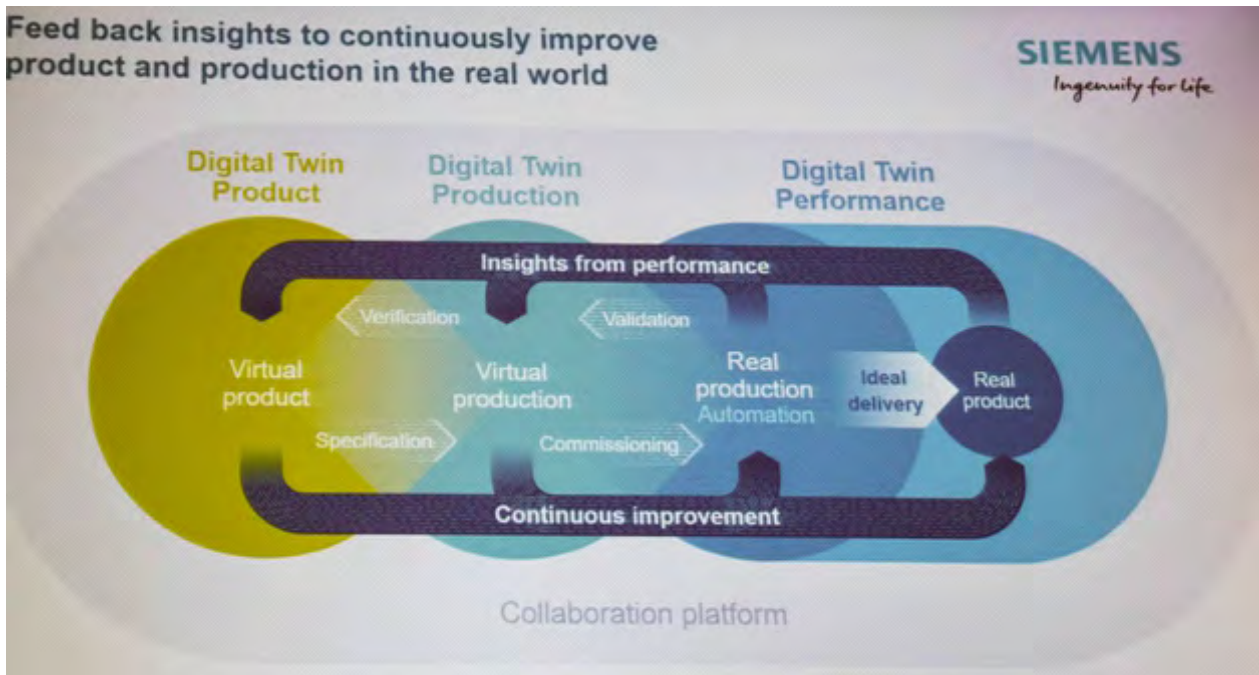 Feed back insights to continuously improve
product and production in the real world
SIEMENS
Ingenuity for life
Digital Twin
Product
Digital Twin
Production
Digital Twin
Performance
Insights from performance
Verification
Validation
Virtual
product
Virtual
production
Real
production
Automation
Ideal
delivery
Real
product
Specification
Commissioning
Continuous improvement
Collaboration platform